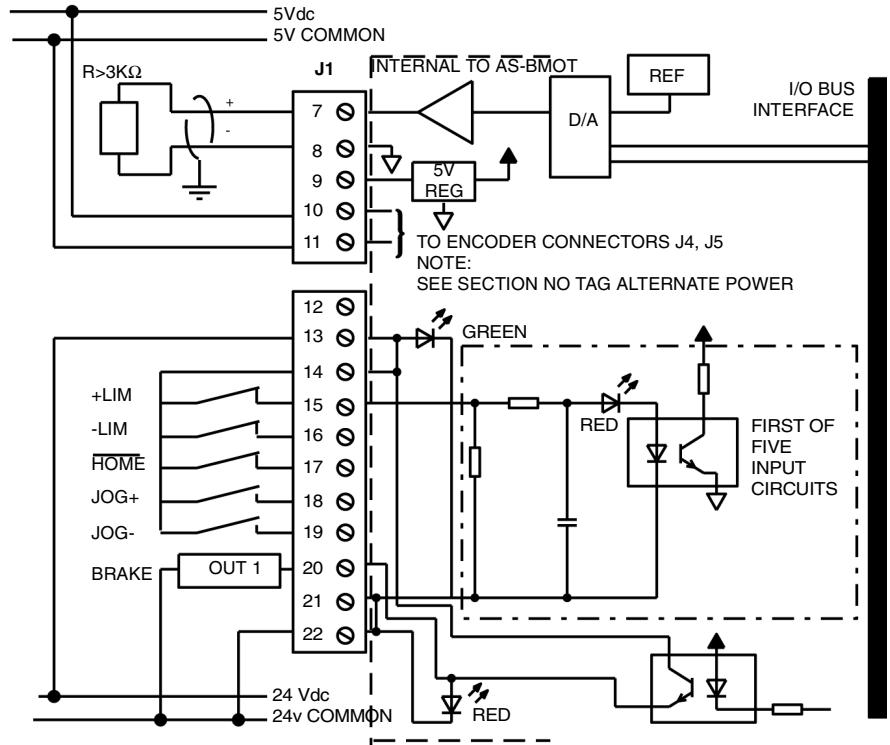 5Vdc
5V COMMON
R>3KΩ
J1
INTERNAL TO AS-BMOT
REF
I/O BUS
INTERFACE
+
-
7
D/A
8
9
5V
REG
10
11
TO ENCODER CONNECTORS J4, J5
NOTE:
SEE SECTION NO TAG ALTERNATE POWER
12
13
GREEN
14
+LIM
15
RED
FIRST OF
FIVE
INPUT
CIRCUITS
-LIM
16
HOME
17
JOG+
18
JOG-
19
BRAKE
OUT 1
20
21
22
24 Vdc
24v COMMON
RED